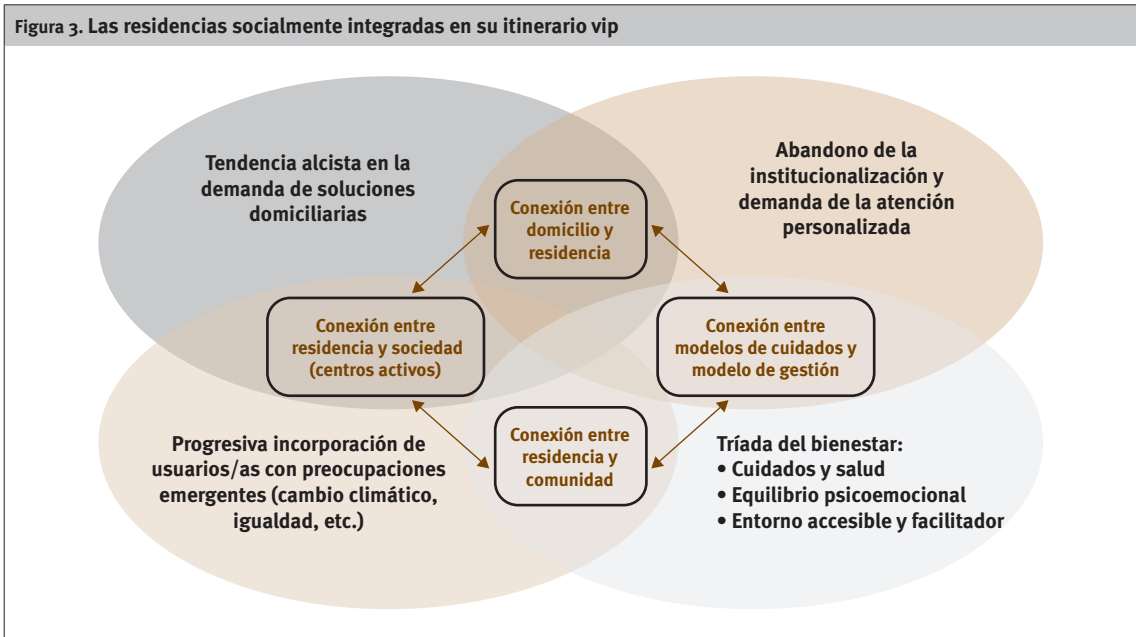 Figura 3. Las residencias socialmente integradas en su itinerario vip
Tendencia alcista en la
demanda de soluciones
domiciliarias
Abandono de la
institucionalización y
demanda de la atención
personalizada
Conexión entre
domicilio y
residencia
Conexión entre
residencia y sociedad
(centros activos)
Conexión entre
modelos de cuidados y
modelo de gestión
Conexión entre
residencia y
comunidad
Progresiva incorporación de
usuarios/as con preocupaciones
emergentes (cambio climático,
igualdad, etc.)
Tríada del bienestar:
• Cuidados y salud
• Equilibrio psicoemocional
• Entorno accesible y facilitador